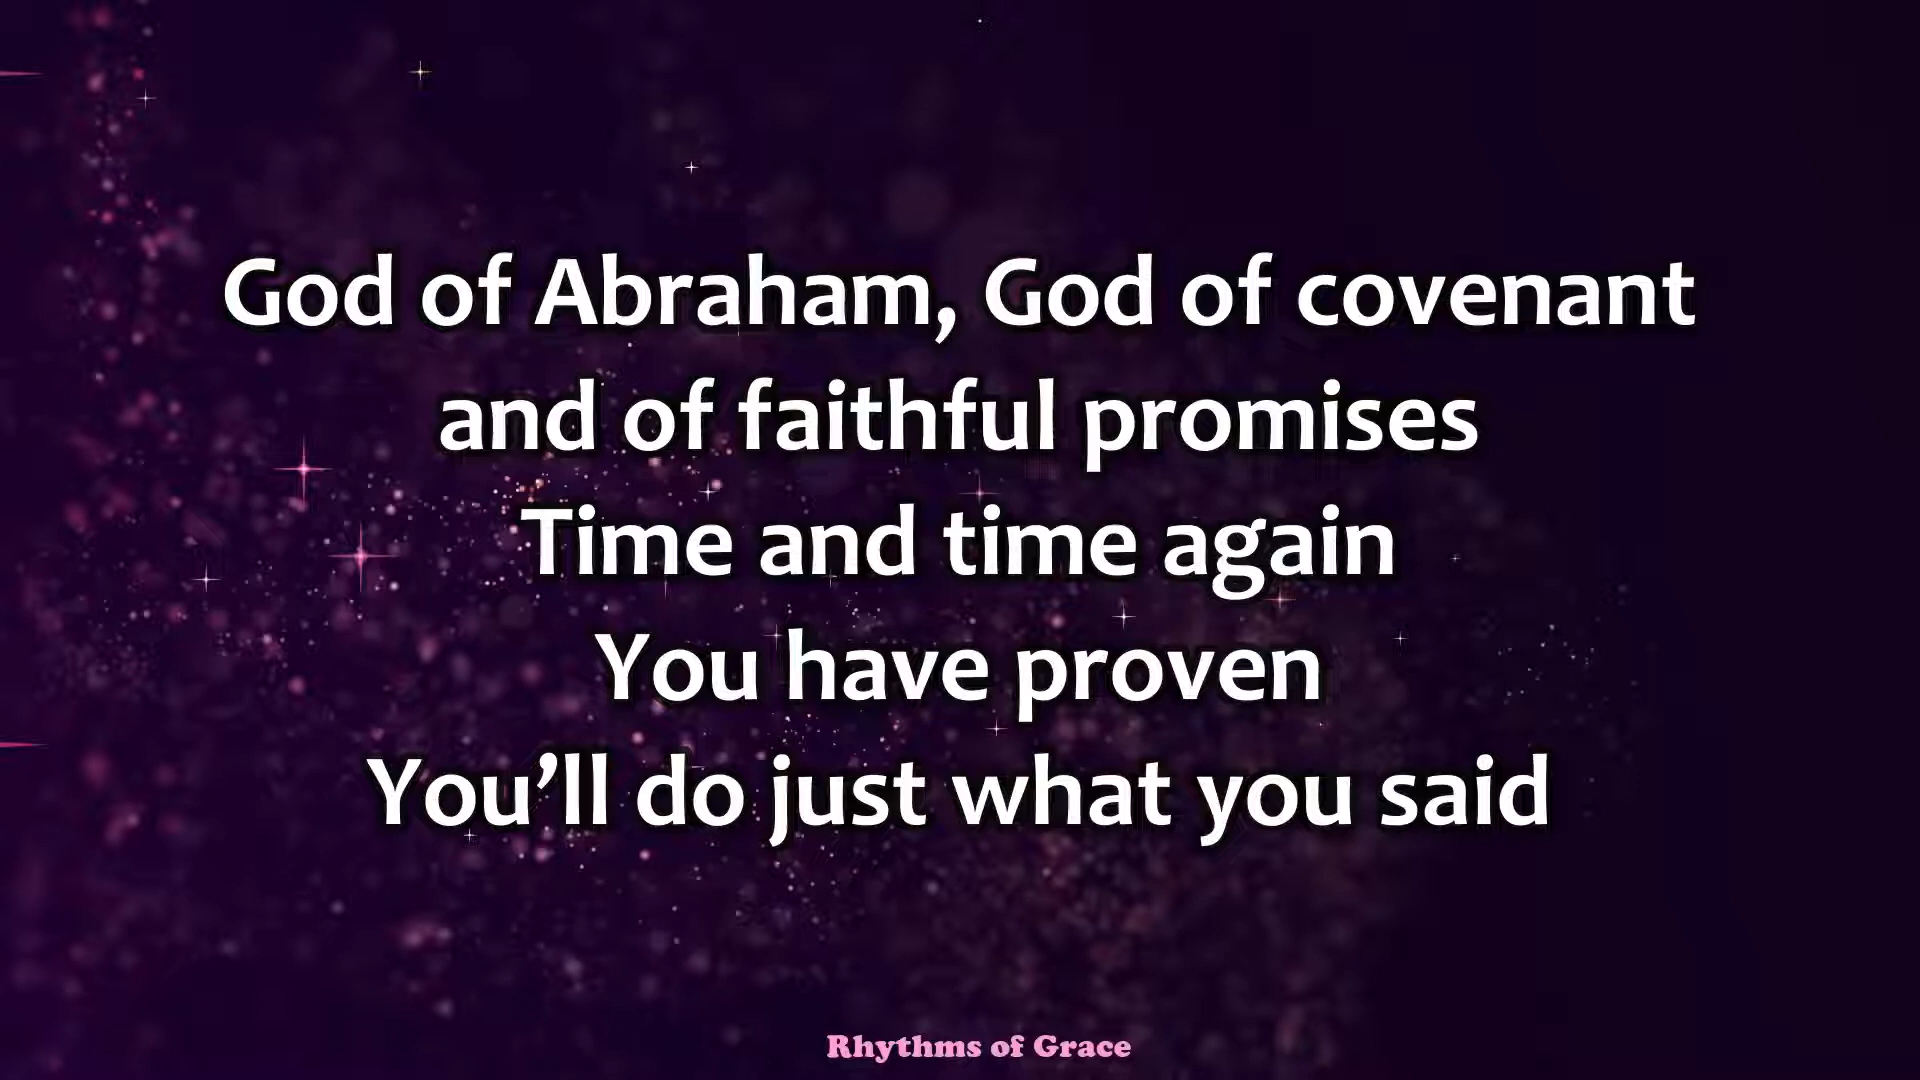 God of Abraham, God of covenant
and of faithful promises
Time and time again
You have proven
You’ll do just what you said
Rhythms of Grace